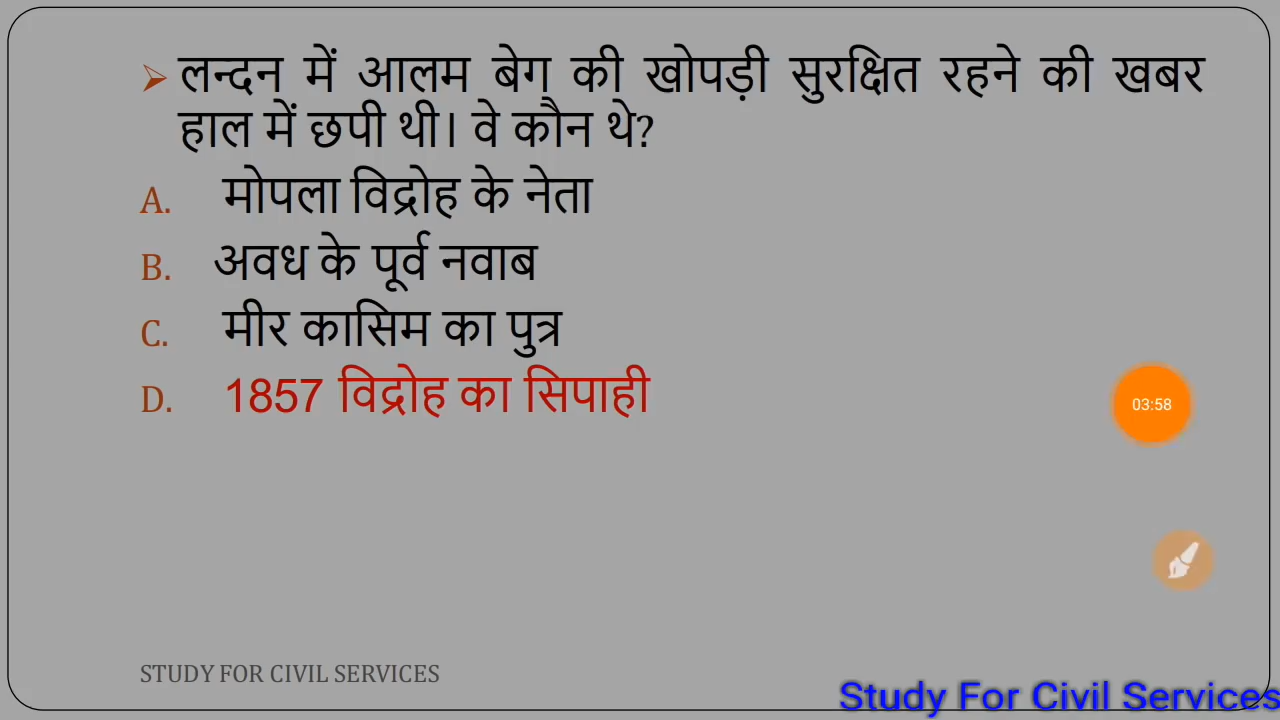 ➢ लन्दन में आलम बेग की खोपड़ी सुरक्षित रहने की खबर
हाल में छपी थी। वे कौन थे?
A. मोपला विद्रोह के नेता
B. अवध के पूर्व नवाब
C. मीर कासिम का पुत्र
D. 1857 विद्रोह का सिपाही
03:58
STUDY FOR CIVIL SERVICES
Study For Civil Services